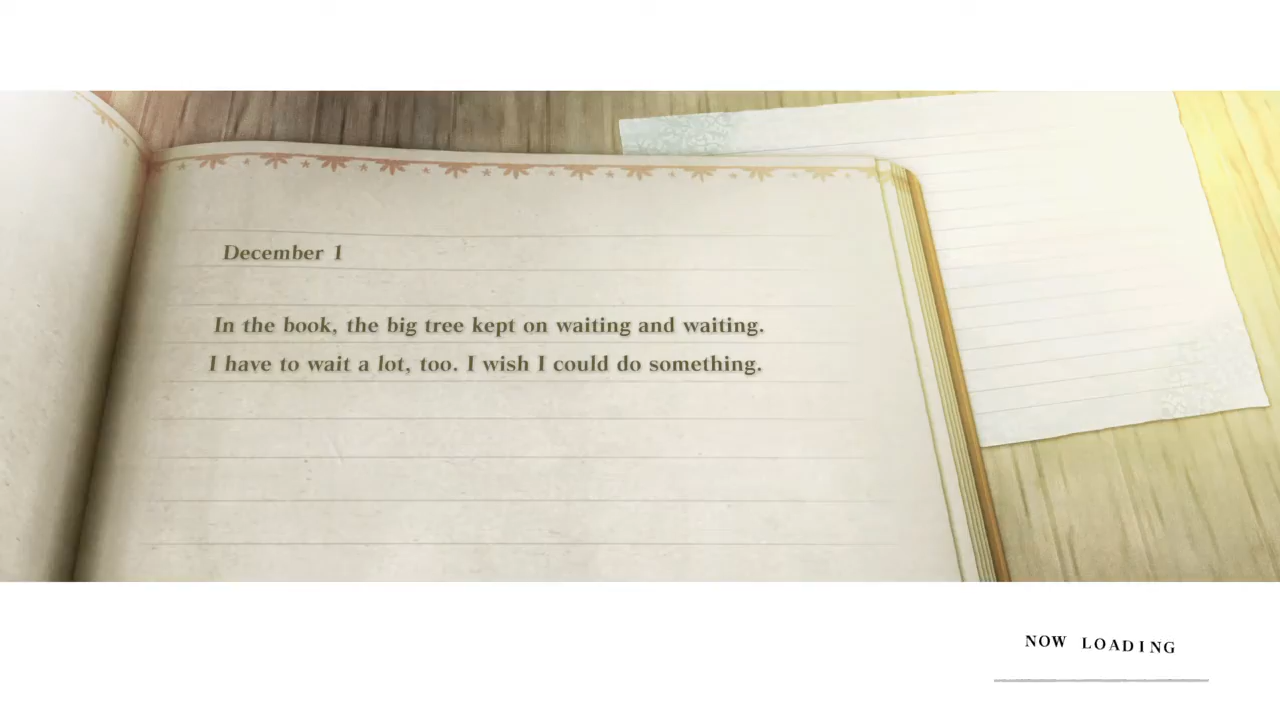 December 1
In the book, the big tree kept on waiting and waiting.
I have to wait a lot, too. I wish I could do something.
NOW LOADING